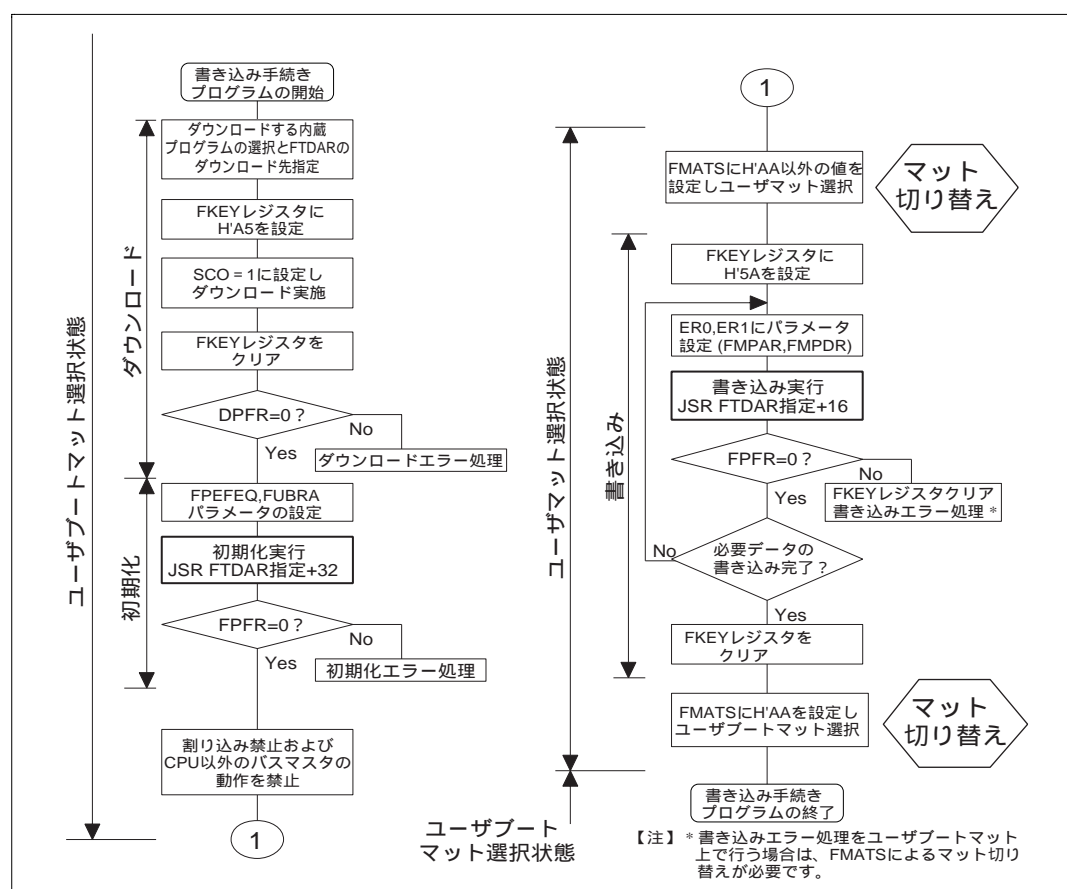 書き込み手続き
プログラムの開始
ダウンロードする内蔵
プログラムの選択とFTDARの
ダウンロード先指定
FKEYレジスタに
H'A5を設定
SCO = 1に設定し
ダウンロード実施
FKEYレジスタを
クリア
DPFR=0 ?
No
Yes
ダウンロードエラー処理
FPEFEQ,FUBRA
パラメータの設定
初期化実行
JSR FTDAR指定+32
FPFR=0 ?
No
Yes
初期化エラー処理
割り込み禁止および
CPU以外のバスマスタの
動作を禁止
1
ユーザブートマット選択状態
ダウンロード
初期化
1
FMATSにH'AA以外の値を
設定しユーザマット選択
マット
切り替え
FKEYレジスタに
H'5Aを設定
ER0,ER1にパラメータ
設定 (FMPAR,FMPDR)
書き込み実行
JSR FTDAR指定+16
FPFR=0 ?
No
Yes
FKEYレジスタクリア
書き込みエラー処理 *
必要データの
書き込み完了 ?
No
Yes
FKEYレジスタを
クリア
FMATSにH'AAを設定し
ユーザブートマット選択
マット
切り替え
書き込み手続き
プログラムの終了
ユーザマット選択状態
書き込み
ユーザブート
マット選択状態
【注】 * 書き込みエラー処理をユーザブートマット
上で行う場合は、FMATSによるマット切り
替えが必要です。